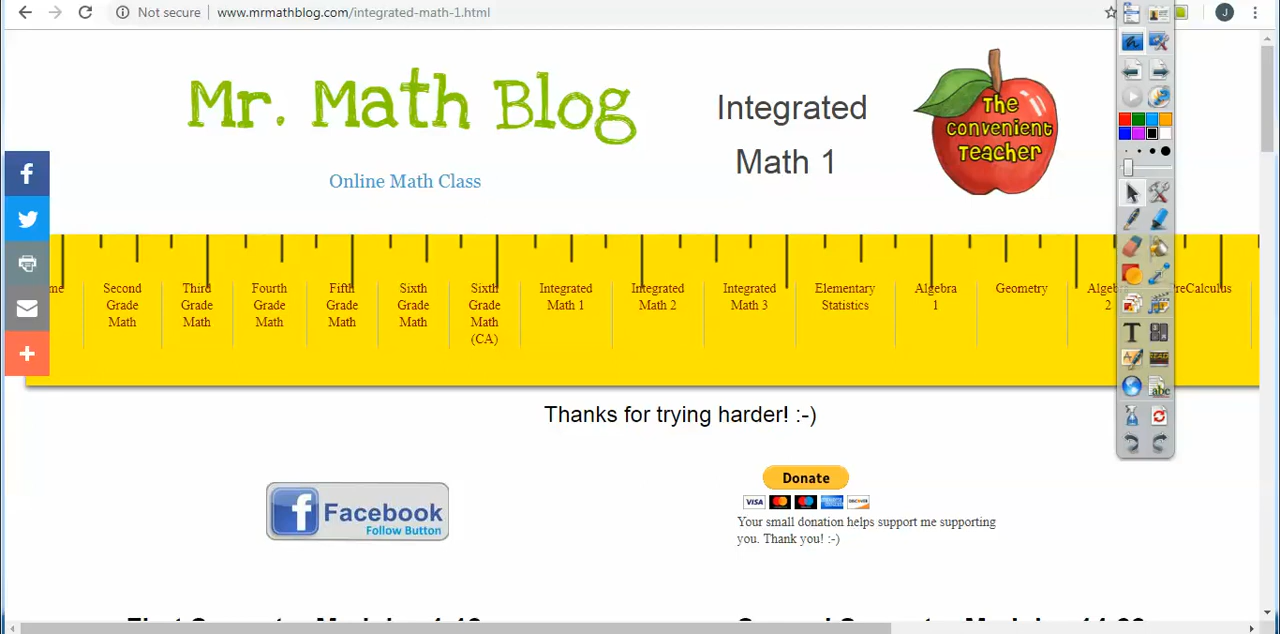 Not secure
www.mrmathblog.com/integrated-math-1.html
J
Mr. Math Blog
Integrated
Math 1
The
Convenient
Teacher
Online Math Class
Second
Grade
Math
Third
Grade
Math
Fourth
Grade
Math
Fifth
Grade
Math
Sixth
Grade
Math
Sixth
Grade
Math
(CA)
Integrated
Math 1
Integrated
Math 2
Integrated
Math 3
Elementary
Statistics
Algebra
1
Geometry
Thanks for trying harder! :-)
Facebook
Follow Button
Donate
VISA
Your small donation helps support me supporting
you. Thank you! :-)